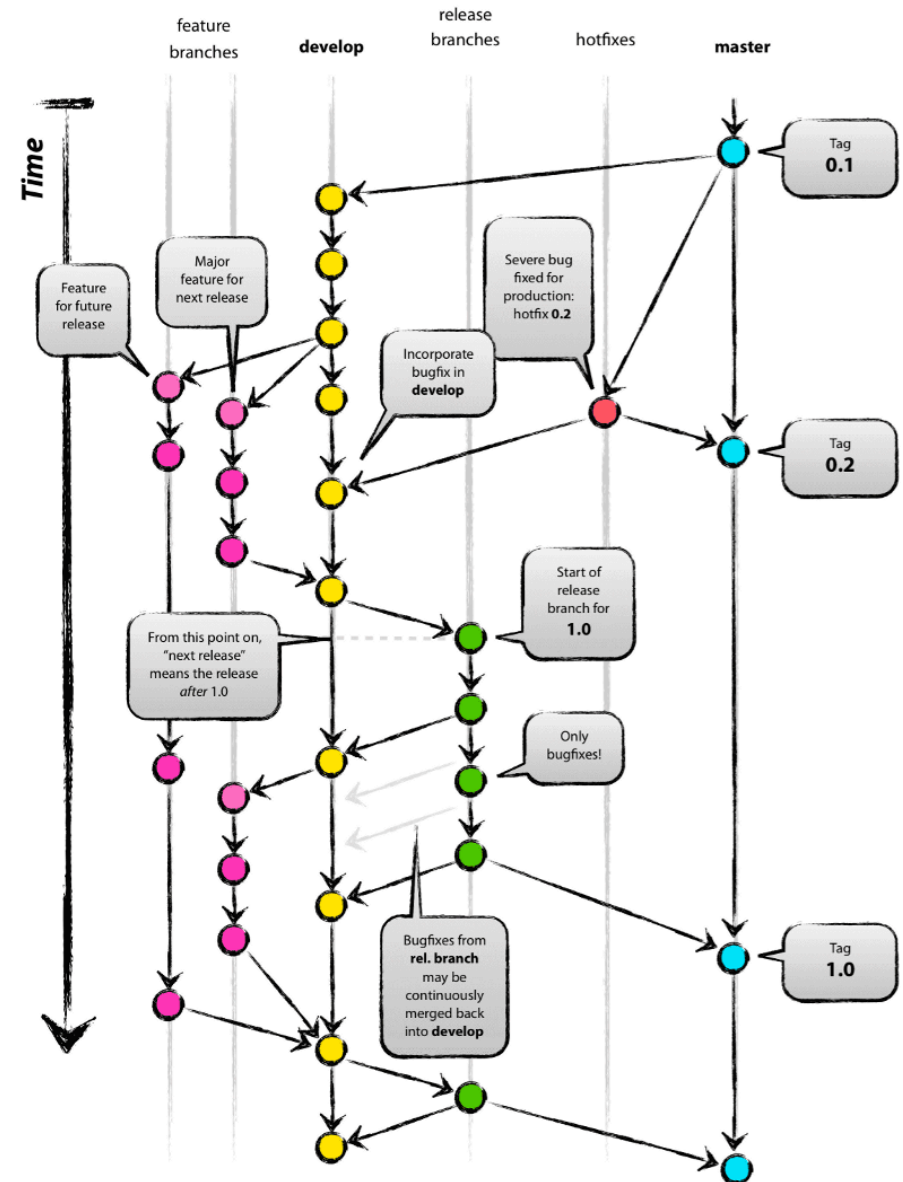 feature
branches
develop
release
branches
hotfixes
master
Time
Tag
0.1
Feature
for future
release
Major
feature for
next release
Severe bug
fixed for
production:
hotfix 0.2
Incorporate
bugfix in
develop
Tag
0.2
Start of
release
branch for
1.0
From this point on,
“next release”
means the release
after 1.0
Only
bugfixes!
Bugfixes from
rel. branch
may be
continuously
merged back
into develop
Tag
1.0